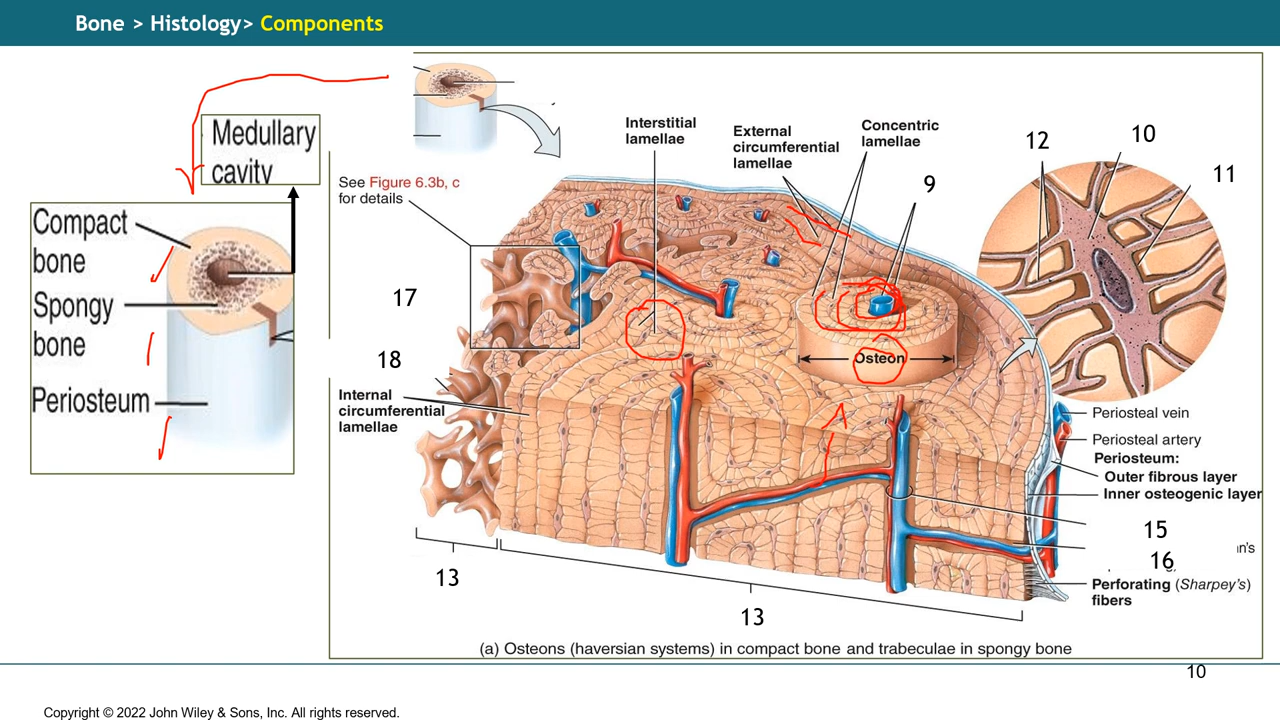 Bone > Histology> Components
Medullary
cavity
Compact
bone
Spongy
bone
Periosteum
See Figure 6.3b, c
for details
Interstitial
lamellae
External
circumferential
lamellae
Concentric
lamellae
9
12
10
11
17
18
Internal
circumferential
lamellae
Osteon
A
Periosteal vein
Periosteal artery
Periosteum:
Outer fibrous layer
Inner osteogenic layer
15
n's
16
Perforating (Sharpey's)
fibers
13
13
(a) Osteons (haversian systems) in compact bone and trabeculae in spongy bone
10
Copyright © 2022 John Wiley & Sons, Inc. All rights reserved.